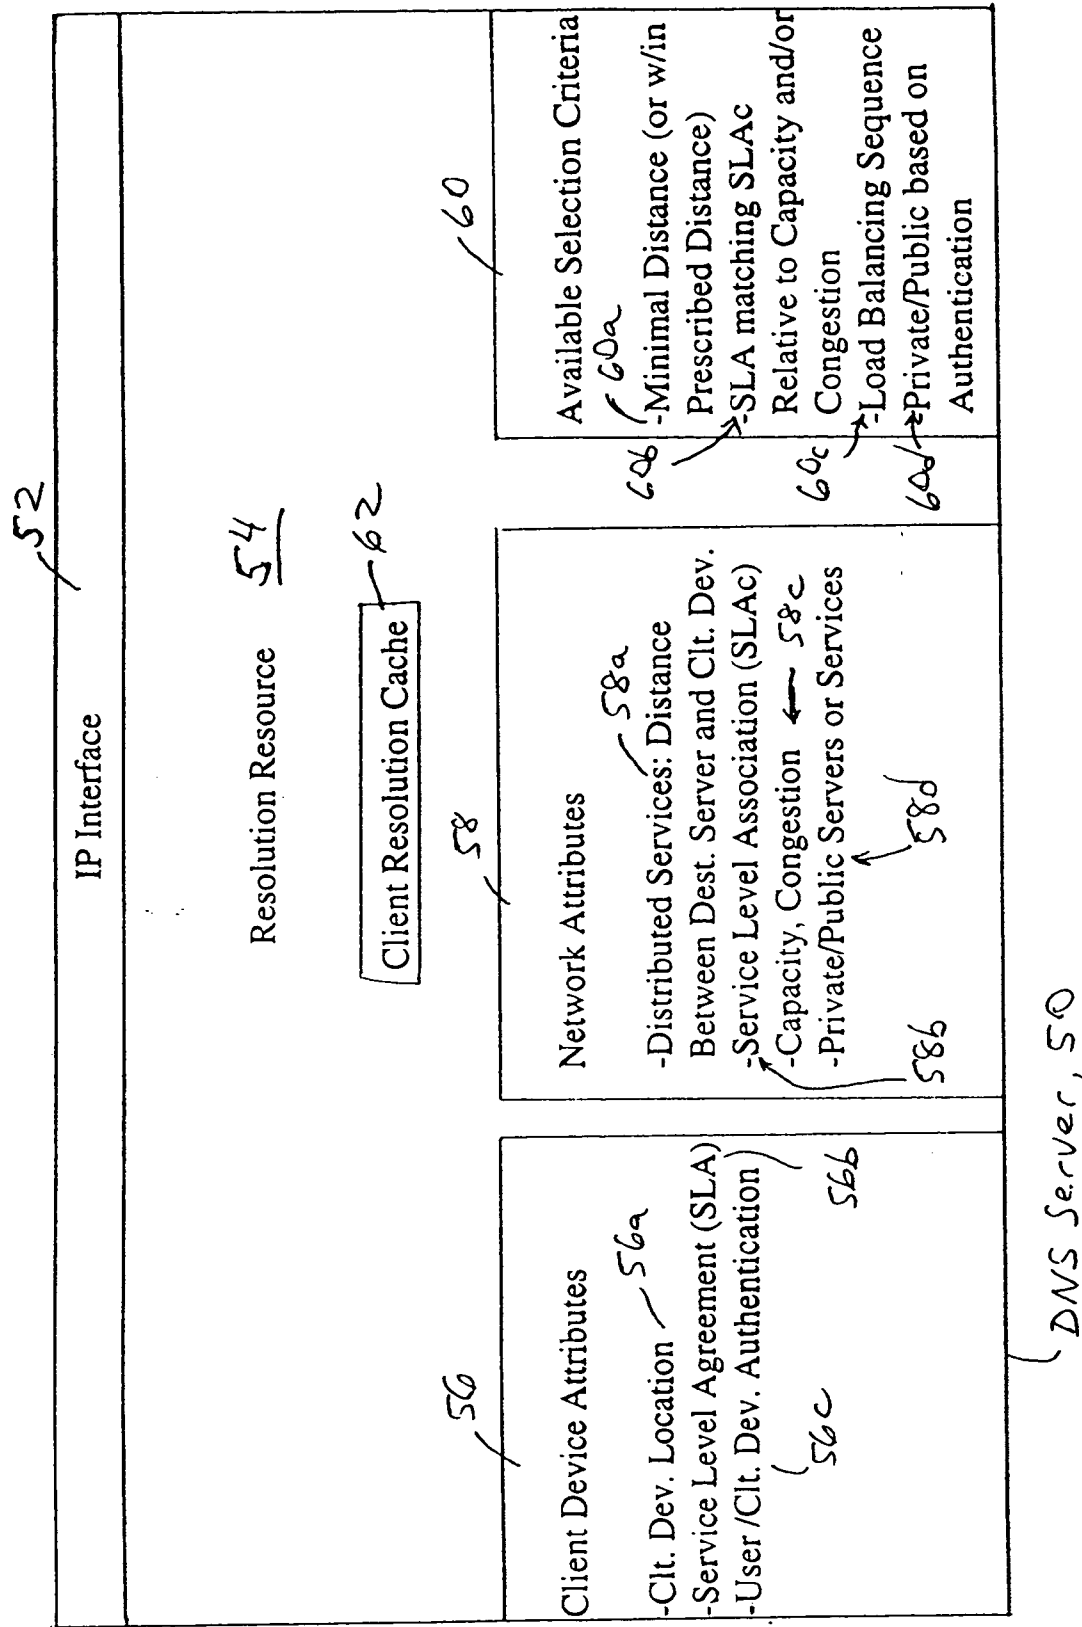 52
IP Interface
Resolution Resource 54
Client Resolution Cache 62
56
Client Device Attributes
-Clt. Dev. Location 56a
-Service Level Agreement (SLA)
-User /Clt. Dev. Authentication
56c
56b
58
Network Attributes
58a
-Distributed Services: Distance
Between Dest. Server and Clt. Dev.
-Service Level Association (SLAc)
-Capacity, Congestion 58c
-Private/Public Servers or Services
58b
58d
60
Available Selection Criteria
60a
-Minimal Distance (or w/in
Prescribed Distance)
60b
-SLA matching SLAc
Relative to Capacity and/or
Congestion
60c
-Load Balancing Sequence
60d
-Private/Public based on
Authentication
DNS Server, 50